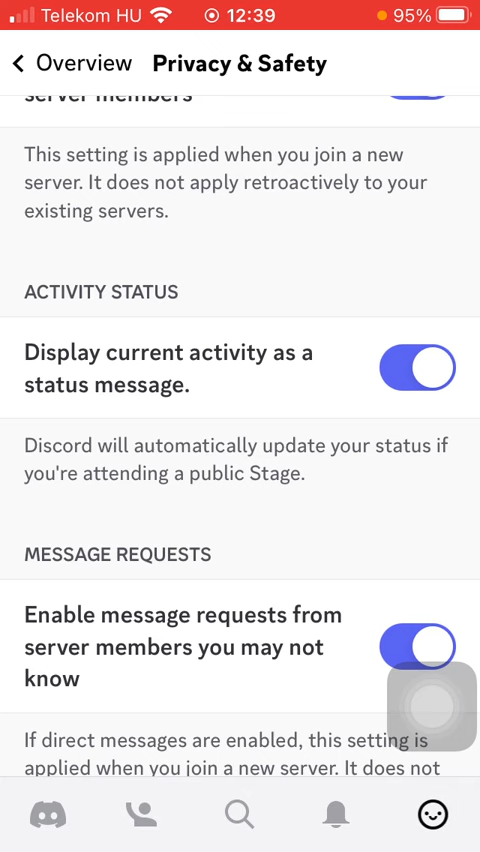 Telekom HU 12:39 95%
Overview Privacy & Safety
server members
This setting is applied when you join a new
server. It does not apply retroactively to your
existing servers.
ACTIVITY STATUS
Display current activity as a
status message.
Discord will automatically update your status if
you're attending a public Stage.
MESSAGE REQUESTS
Enable message requests from
server members you may not
know
If direct messages are enabled, this setting is
applied when you join a new server. It does not